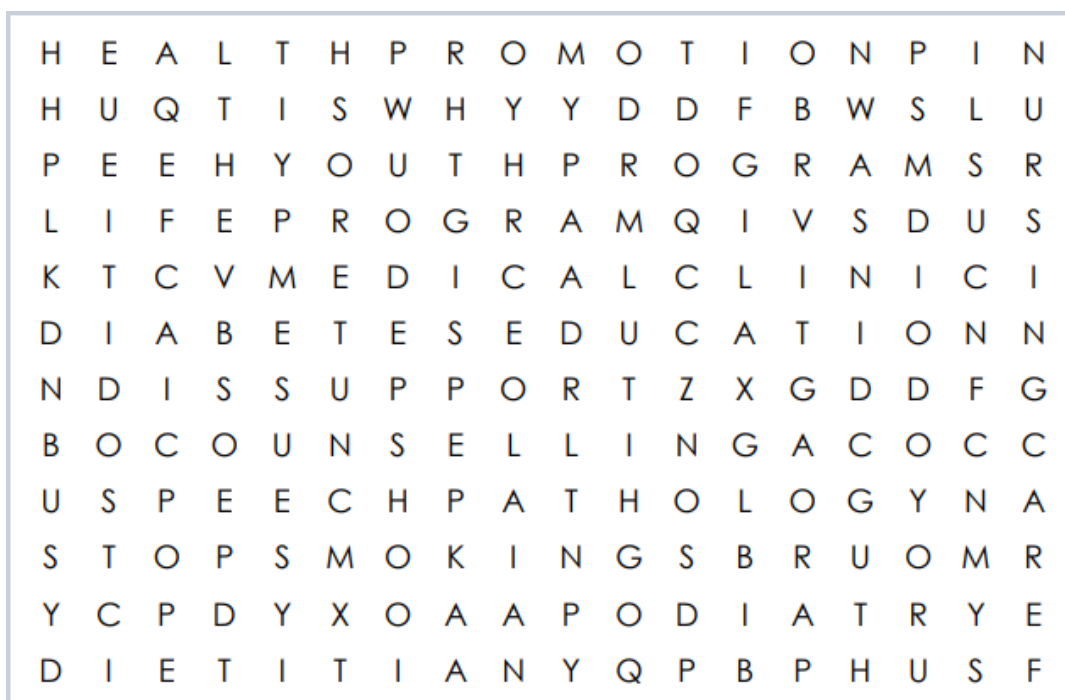 H E A L T H P R O M O T I O N P I N
H U Q T I S W H Y Y D D F B W S L U
P E E H Y O U T H P R O G R A M S R
L I F E P R O G R A M Q I V S D U S
K T C V M E D I C A L C L I N I C I
D I A B E T E S E D U C A T I O N N
N D I S S U P P O R T Z X G D D F G
B O C O U N S E L L I N G A C O C C
U S P E E C H P A T H O L O G Y N A
S T O P S M O K I N G S B R U O M R
Y C P D Y X O A A P O D I A T R Y E
D I E T I T I A N Y Q P B P H U S F